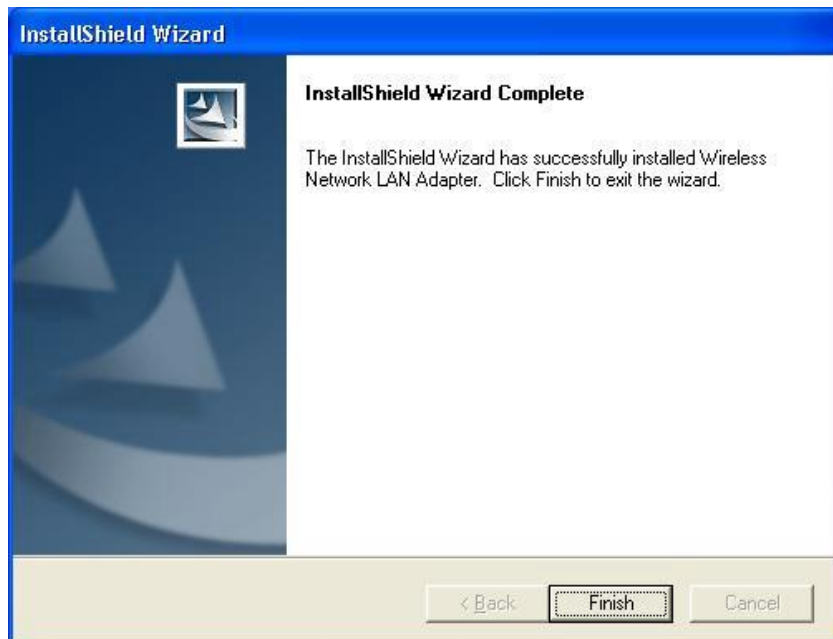 InstallShield Wizard
InstallShield Wizard Complete
The InstallShield Wizard has successfully installed Wireless
Network LAN Adapter.  Click Finish to exit the wizard.
< Back
Finish
Cancel